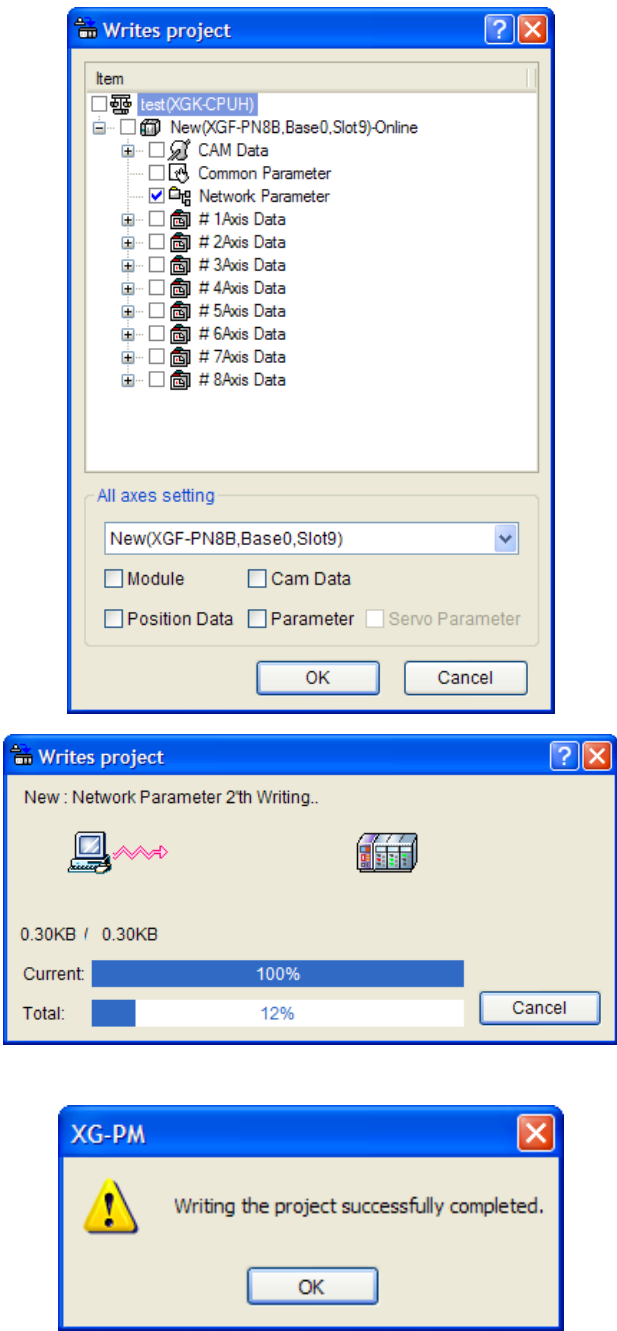 Writes project
Item
test(XGK-CPUH)
New(XGF-PN8B,Base0,Slot9)-Online
CAM Data
Common Parameter
Network Parameter
# 1Axis Data
# 2Axis Data
# 3Axis Data
# 4Axis Data
# 5Axis Data
# 6Axis Data
# 7Axis Data
# 8Axis Data
All axes setting
New(XGF-PN8B,Base0,Slot9)
Module Cam Data
Position Data Parameter Servo Parameter
OK Cancel
Writes project
New : Network Parameter 2'th Writing..
0.30KB / 0.30KB
Current: 100%
Total: 12% Cancel
XG-PM
Writing the project successfully completed.
OK